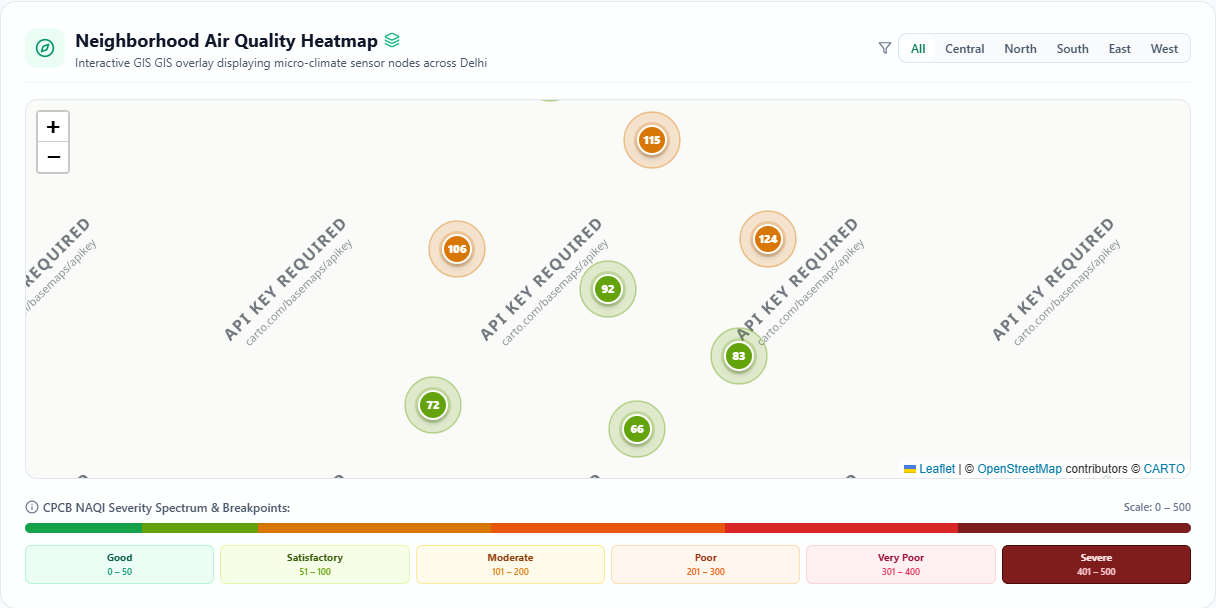 Neighborhood Air Quality Heatmap
Interactive GIS GIS overlay displaying micro-climate sensor nodes across Delhi
All Central North South East West
+
−
115
106
124
92
83
72
66
REQUIRED
/basemaps/apikey
API KEY REQUIRED
carto.com/basemaps/apikey
API KEY REQUIRED
carto.com/basemaps/apikey
API KEY REQUIRED
carto.com/basemaps/apikey
API KEY REQUIRED
carto.com/basemaps/apikey
Leaflet | © OpenStreetMap contributors © CARTO
CPCB NAQI Severity Spectrum & Breakpoints:
Scale: 0 – 500
Good
0 – 50
Satisfactory
51 – 100
Moderate
101 – 200
Poor
201 – 300
Very Poor
301 – 400
Severe
401 – 500